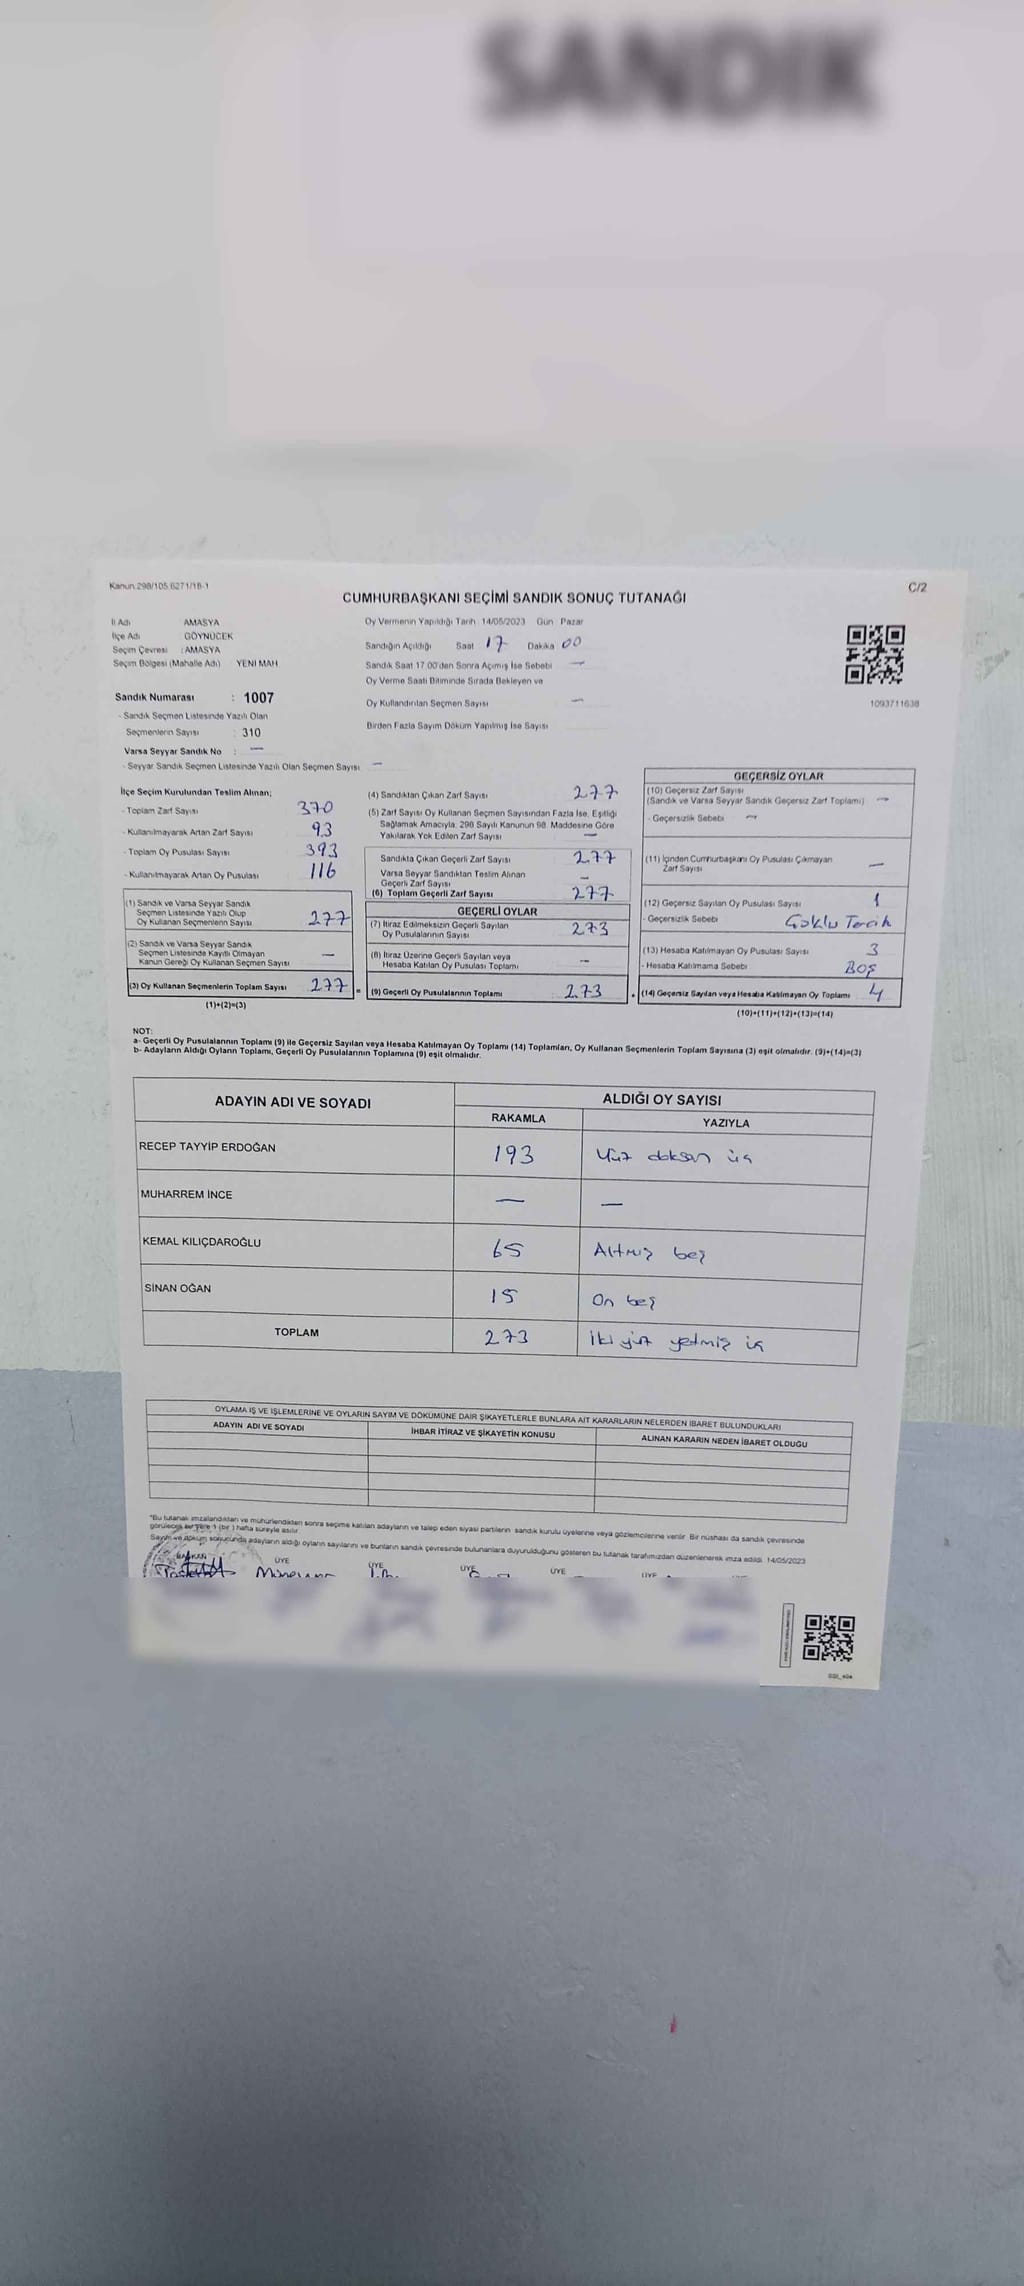 SANDIK
Kanun 298/105 6271/18-1
C/2
CUMHURBAŞKANI SEÇİMİ SANDIK SONUÇ TUTANAĞI
İl Adı AMASYA
İlçe Adı GÖYNÜCEK
Seçim Çevresi : AMASYA
Seçim Bölgesi (Mahalle Adı) YENİ MAH
Oy Vermenin Yapıldığı Tarih 14/05/2023 Gün Pazar
Sandığın Açıldığı Saat 17 Dakika 00
Sandık Saat 17.00'den Sonra Açımış İse Sebebi —
Oy Verme Saati Bitiminde Sırada Bekleyen ve
Oy Kullandırılan Seçmen Sayısı —
Birden Fazla Sayım Döküm Yapılmış İse Sayısı
1093711638
Sandık Numarası : 1007
- Sandık Seçmen Listesinde Yazılı Olan
Seçmenlerin Sayısı : 310
Varsa Seyyar Sandık No : —
- Seyyar Sandık Seçmen Listesinde Yazılı Olan Seçmen Sayısı —
İlçe Seçim Kurulundan Teslim Alınan;
- Toplam Zarf Sayısı 370
- Kullanılmayarak Artan Zarf Sayısı 93
- Toplam Oy Pusulası Sayısı 393
- Kullanılmayarak Artan Oy Pusulası 116
(1) Sandık ve Varsa Seyyar Sandık
Seçmen Listesinde Yazılı Olup
Oy Kullanan Seçmenlerin Sayısı 277
(2) Sandık ve Varsa Seyyar Sandık
Seçmen Listesinde Kayıtlı Olmayan
Kanun Gereği Oy Kullanan Seçmen Sayısı —
(3) Oy Kullanan Seçmenlerin Toplam Sayısı 277 =
(1)+(2)=(3)
(4) Sandıktan Çıkan Zarf Sayısı 277
(5) Zarf Sayısı Oy Kullanan Seçmen Sayısından Fazla İse, Eşitliği
Sağlamak Amacıyla, 298 Sayılı Kanunun 98. Maddesine Göre
Yakılarak Yok Edilen Zarf Sayısı —
Sandıkta Çıkan Geçerli Zarf Sayısı 277
Varsa Seyyar Sandıktan Teslim Alınan
Geçerli Zarf Sayısı —
(6) Toplam Geçerli Zarf Sayısı 277
GEÇERLİ OYLAR
(7) İtiraz Edilmeksizin Geçerli Sayılan
Oy Pusulalarının Sayısı 273
(8) İtiraz Üzerine Geçerli Sayılan veya
Hesaba Katılan Oy Pusulası Toplamı —
(9) Geçerli Oy Pusulalarının Toplamı 273 +
GEÇERSİZ OYLAR
(10) Geçersiz Zarf Sayısı
(Sandık ve Varsa Seyyar Sandık Geçersiz Zarf Toplamı) —
- Geçersizlik Sebebi —
(11) İçinden Cumhurbaşkanı Oy Pusulası Çıkmayan
Zarf Sayısı —
(12) Geçersiz Sayılan Oy Pusulası Sayısı 1
- Geçersizlik Sebebi Çoklu Tercih
(13) Hesaba Katılmayan Oy Pusulası Sayısı 3
- Hesaba Katılmama Sebebi Boş
(14) Geçersiz Sayılan veya Hesaba Katılmayan Oy Toplamı 4
(10)+(11)+(12)+(13)=(14)
NOT:
a- Geçerli Oy Pusulalarının Toplamı (9) ile Geçersiz Sayılan veya Hesaba Katılmayan Oy Toplamı (14) Toplamları, Oy Kullanan Seçmenlerin Toplam Sayısına (3) eşit olmalıdır. (9)+(14)=(3)
b- Adayların Aldığı Oyların Toplamı, Geçerli Oy Pusulalarının Toplamına (9) eşit olmalıdır.
ADAYIN ADI VE SOYADI ALDIĞI OY SAYISI
RAKAMLA YAZIYLA
RECEP TAYYİP ERDOĞAN 193 Yüz doksan üç
MUHARREM İNCE — —
KEMAL KILIÇDAROĞLU 65 Altmış beş
SİNAN OĞAN 15 On beş
TOPLAM 273 İki yüz yetmiş üç
OYLAMA İŞ VE İŞLEMLERİNE VE OYLARIN SAYIM VE DÖKÜMÜNE DAİR ŞİKAYETLERLE BUNLARA AİT KARARLARIN NELERDEN İBARET BULUNDUKLARI
ADAYIN ADI VE SOYADI İHBAR İTİRAZ VE ŞİKAYETİN KONUSU ALINAN KARARIN NEDEN İBARET OLDUĞU
*Bu tutanak imzalandıktan ve mühürlendikten sonra seçime katılan adayların ve talep eden siyasi partilerin sandık kurulu üyelerine veya gözlemcilerine verilir. Bir nüshası da sandık çevresinde
görülecek bir yere 1 (bir ) hafta süreyle asılır.
Sayım ve döküm sonucunda adayların aldığı oyların sayılarını ve bunların sandık çevresinde bulunanlara duyurulduğunu gösteren bu tutanak tarafımızdan düzenlenerek imza edildi. 14/05/2023
BAŞKAN ÜYE ÜYE ÜYE ÜYE ÜYE